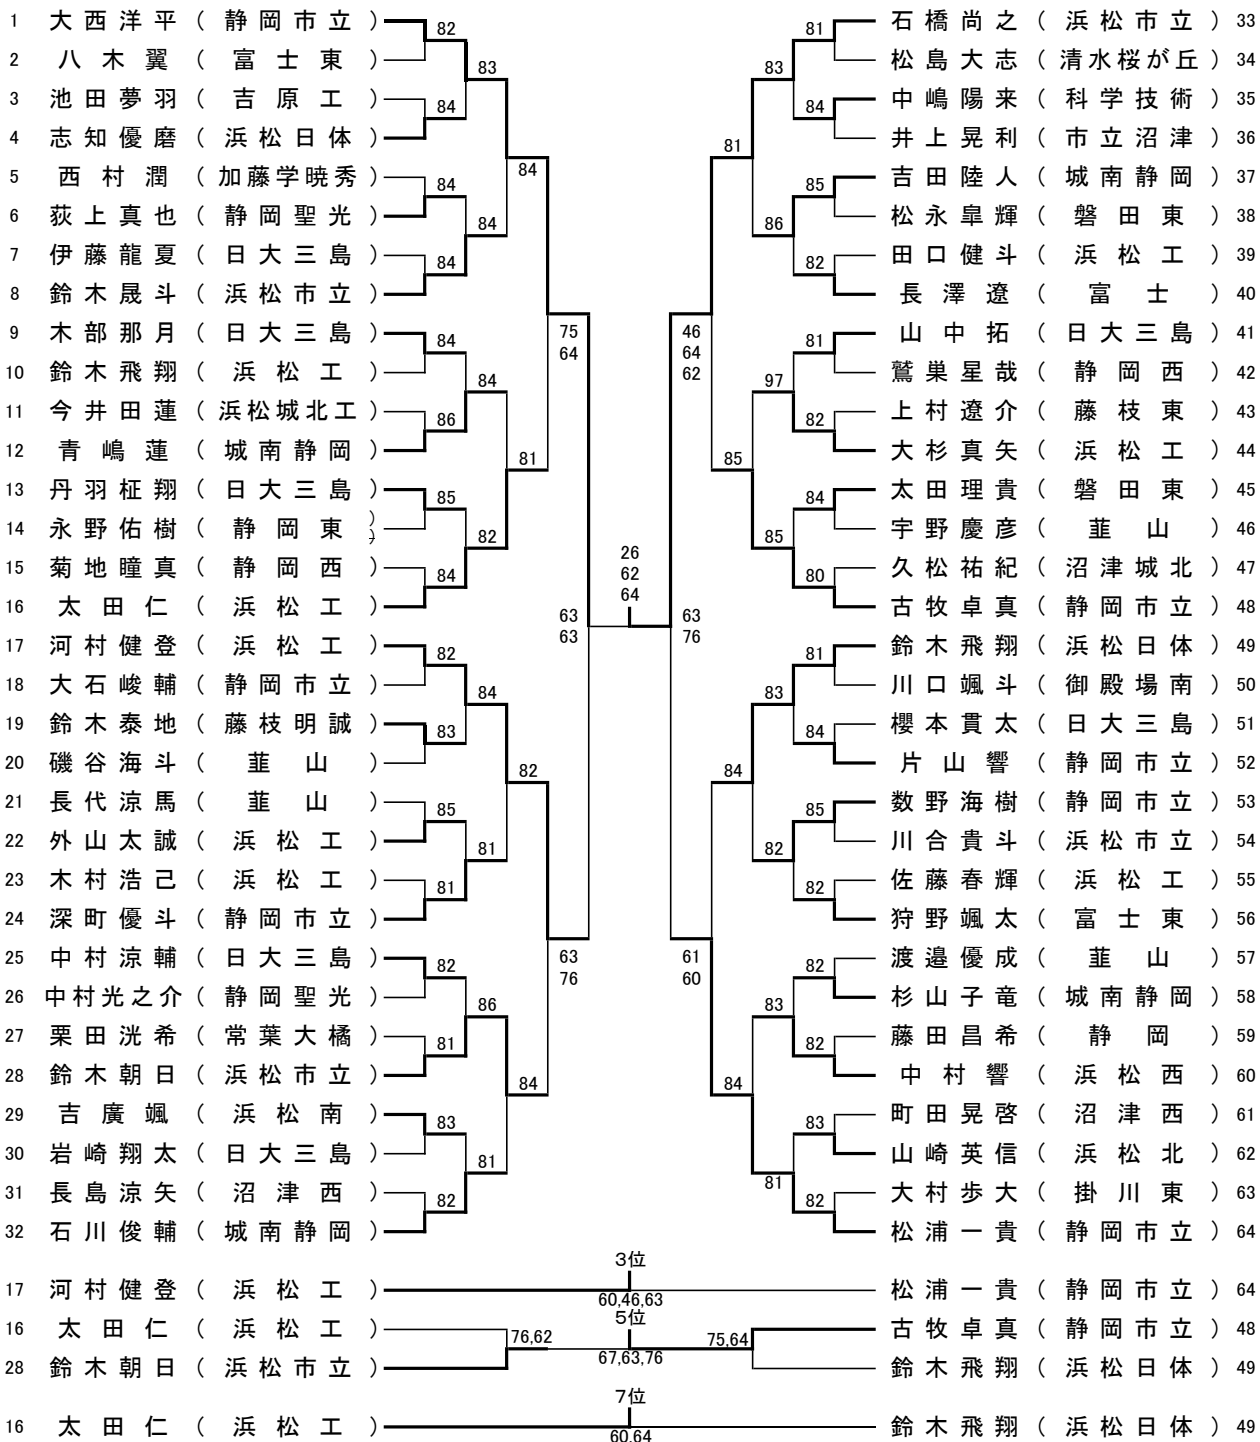 1 大西洋平 ( 静岡市立 )
2 八木翼 ( 富士東 )
3 池田夢羽 ( 吉原工 )
4 志知優磨 ( 浜松日体 )
5 西村潤 ( 加藤学暁秀 )
6 荻上真也 ( 静岡聖光 )
7 伊藤龍夏 ( 日大三島 )
8 鈴木晟斗 ( 浜松市立 )
9 木部那月 ( 日大三島 )
10 鈴木飛翔 ( 浜松工 )
11 今井田蓮 ( 浜松城北工 )
12 青嶋蓮 ( 城南静岡 )
13 丹羽柾翔 ( 日大三島 )
14 永野佑樹 ( 静岡東 )
15 菊地瞳真 ( 静岡西 )
16 太田仁 ( 浜松工 )
17 河村健登 ( 浜松工 )
18 大石峻輔 ( 静岡市立 )
19 鈴木泰地 ( 藤枝明誠 )
20 磯谷海斗 ( 韮山 )
21 長代涼馬 ( 韮山 )
22 外山太誠 ( 浜松工 )
23 木村浩己 ( 浜松工 )
24 深町優斗 ( 静岡市立 )
25 中村涼輔 ( 日大三島 )
26 中村光之介 ( 静岡聖光 )
27 栗田洸希 ( 常葉大橘 )
28 鈴木朝日 ( 浜松市立 )
29 吉廣颯 ( 浜松南 )
30 岩崎翔太 ( 日大三島 )
31 長島涼矢 ( 沼津西 )
32 石川俊輔 ( 城南静岡 )
82
84
84
84
84
86
85
84
82
83
85
81
82
81
83
82
83
84
84
82
84
81
86
81
84
81
82
84
75
64
63
76
63
63
26
62
64
63
76
46
64
62
61
60
81
85
84
84
83
86
97
85
83
82
83
81
81
84
85
82
81
82
84
80
81
84
85
82
82
82
83
82
石橋尚之 ( 浜松市立 ) 33
松島大志 ( 清水桜が丘 ) 34
中嶋陽来 ( 科学技術 ) 35
井上晃利 ( 市立沼津 ) 36
吉田陸人 ( 城南静岡 ) 37
松永皐輝 ( 磐田東 ) 38
田口健斗 ( 浜松工 ) 39
長澤遼 ( 富士 ) 40
山中拓 ( 日大三島 ) 41
鷲巣星哉 ( 静岡西 ) 42
上村遼介 ( 藤枝東 ) 43
大杉真矢 ( 浜松工 ) 44
太田理貴 ( 磐田東 ) 45
宇野慶彦 ( 韮山 ) 46
久松祐紀 ( 沼津城北 ) 47
古牧卓真 ( 静岡市立 ) 48
鈴木飛翔 ( 浜松日体 ) 49
川口颯斗 ( 御殿場南 ) 50
櫻本貫太 ( 日大三島 ) 51
片山響 ( 静岡市立 ) 52
数野海樹 ( 静岡市立 ) 53
川合貴斗 ( 浜松市立 ) 54
佐藤春輝 ( 浜松工 ) 55
狩野颯太 ( 富士東 ) 56
渡邉優成 ( 韮山 ) 57
杉山子竜 ( 城南静岡 ) 58
藤田昌希 ( 静岡 ) 59
中村響 ( 浜松西 ) 60
町田晃啓 ( 沼津西 ) 61
山崎英信 ( 浜松北 ) 62
大村歩大 ( 掛川東 ) 63
松浦一貴 ( 静岡市立 ) 64
3位
17 河村健登 ( 浜松工 ) 60,46,63 松浦一貴 ( 静岡市立 ) 64
5位
16 太田仁 ( 浜松工 ) 古牧卓真 ( 静岡市立 ) 48
76,62 67,63,76 75,64
28 鈴木朝日 ( 浜松市立 ) 鈴木飛翔 ( 浜松日体 ) 49
7位
16 太田仁 ( 浜松工 ) 60,64 鈴木飛翔 ( 浜松日体 ) 49